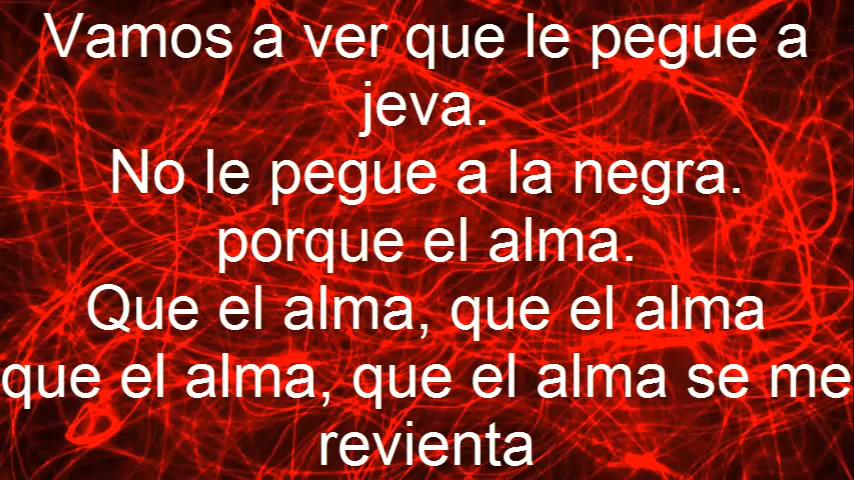 Vamos a ver que le pegue a
jeva.
No le pegue a la negra.
porque el alma.
Que el alma, que el alma
que el alma, que el alma se me
revienta